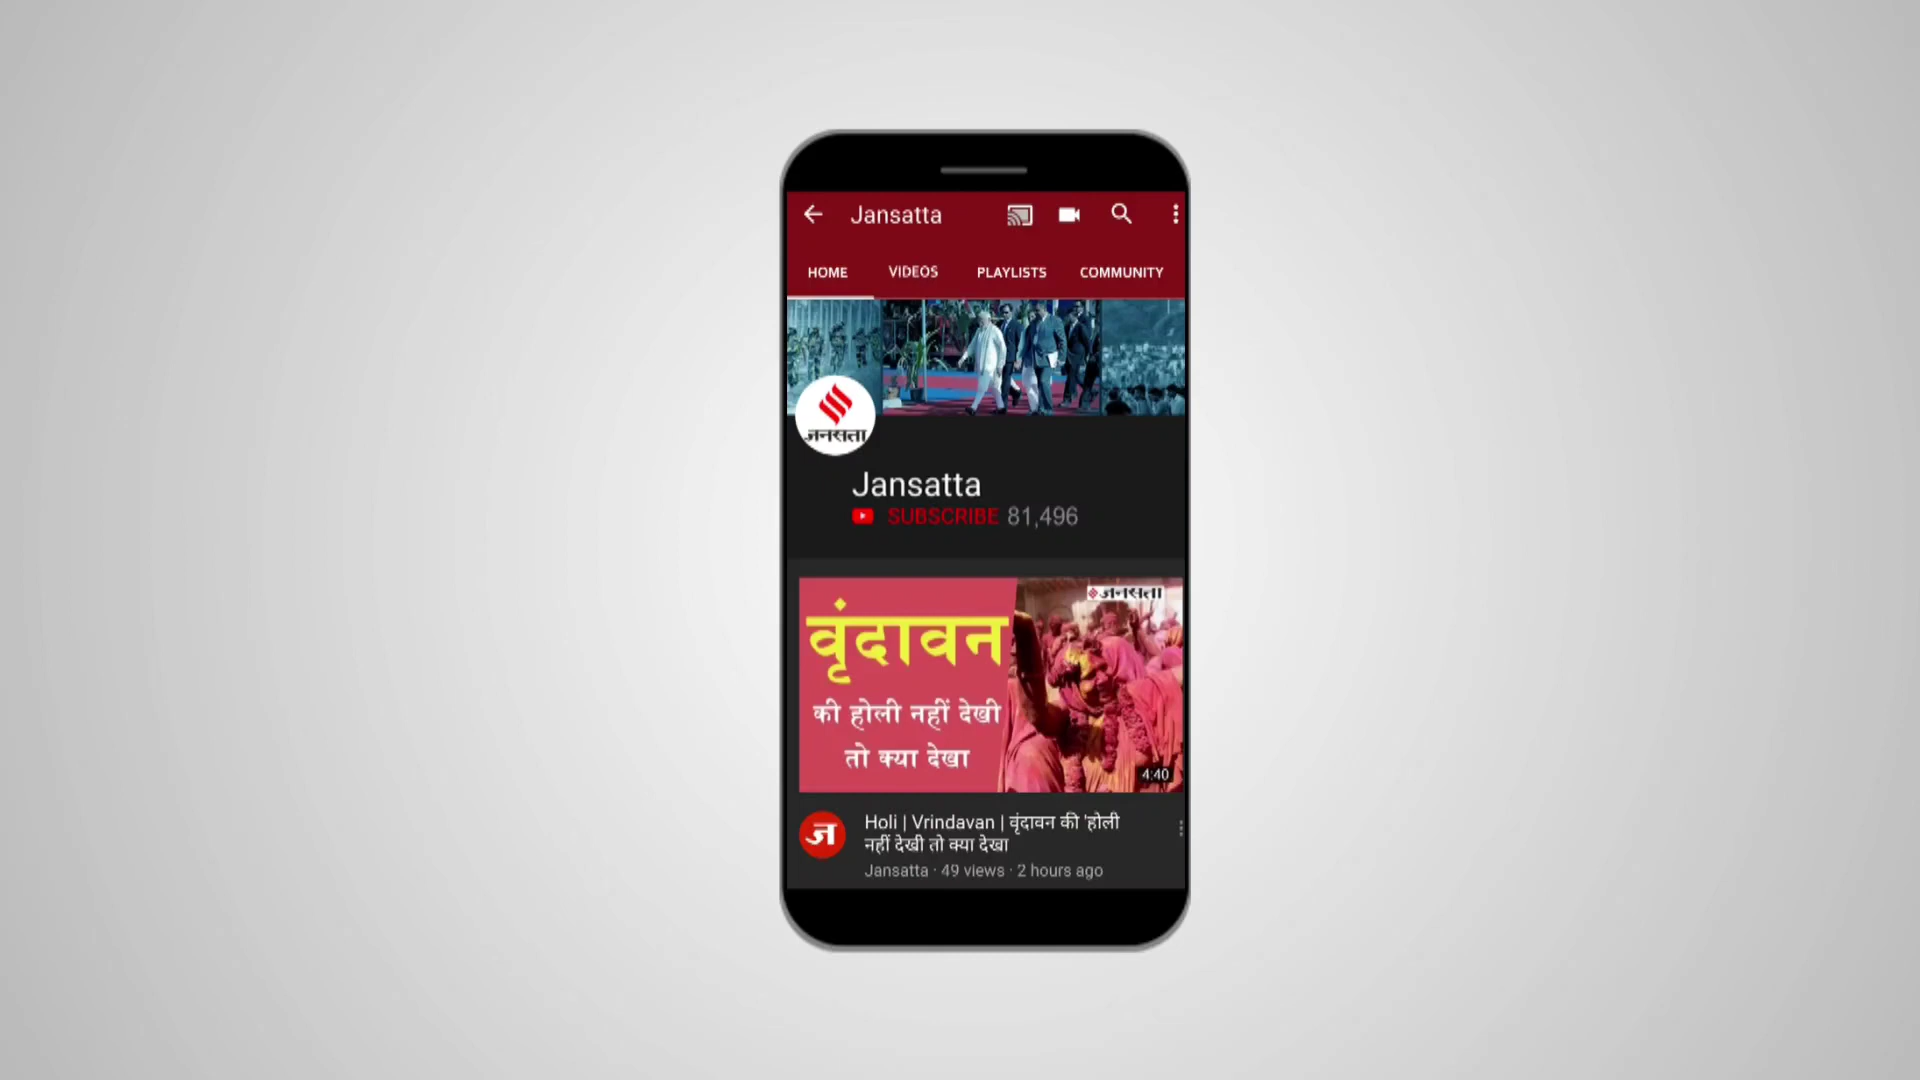 Jansatta
HOME VIDEOS PLAYLISTS COMMUNITY
जनसत्ता
Jansatta
SUBSCRIBE 81,496
जनसत्ता
वृंदावन
की होली नहीं देखी
तो क्या देखा
4:40
ज
Holi | Vrindavan | वृंदावन की 'होली
नहीं देखी तो क्या देखा
Jansatta · 49 views · 2 hours ago